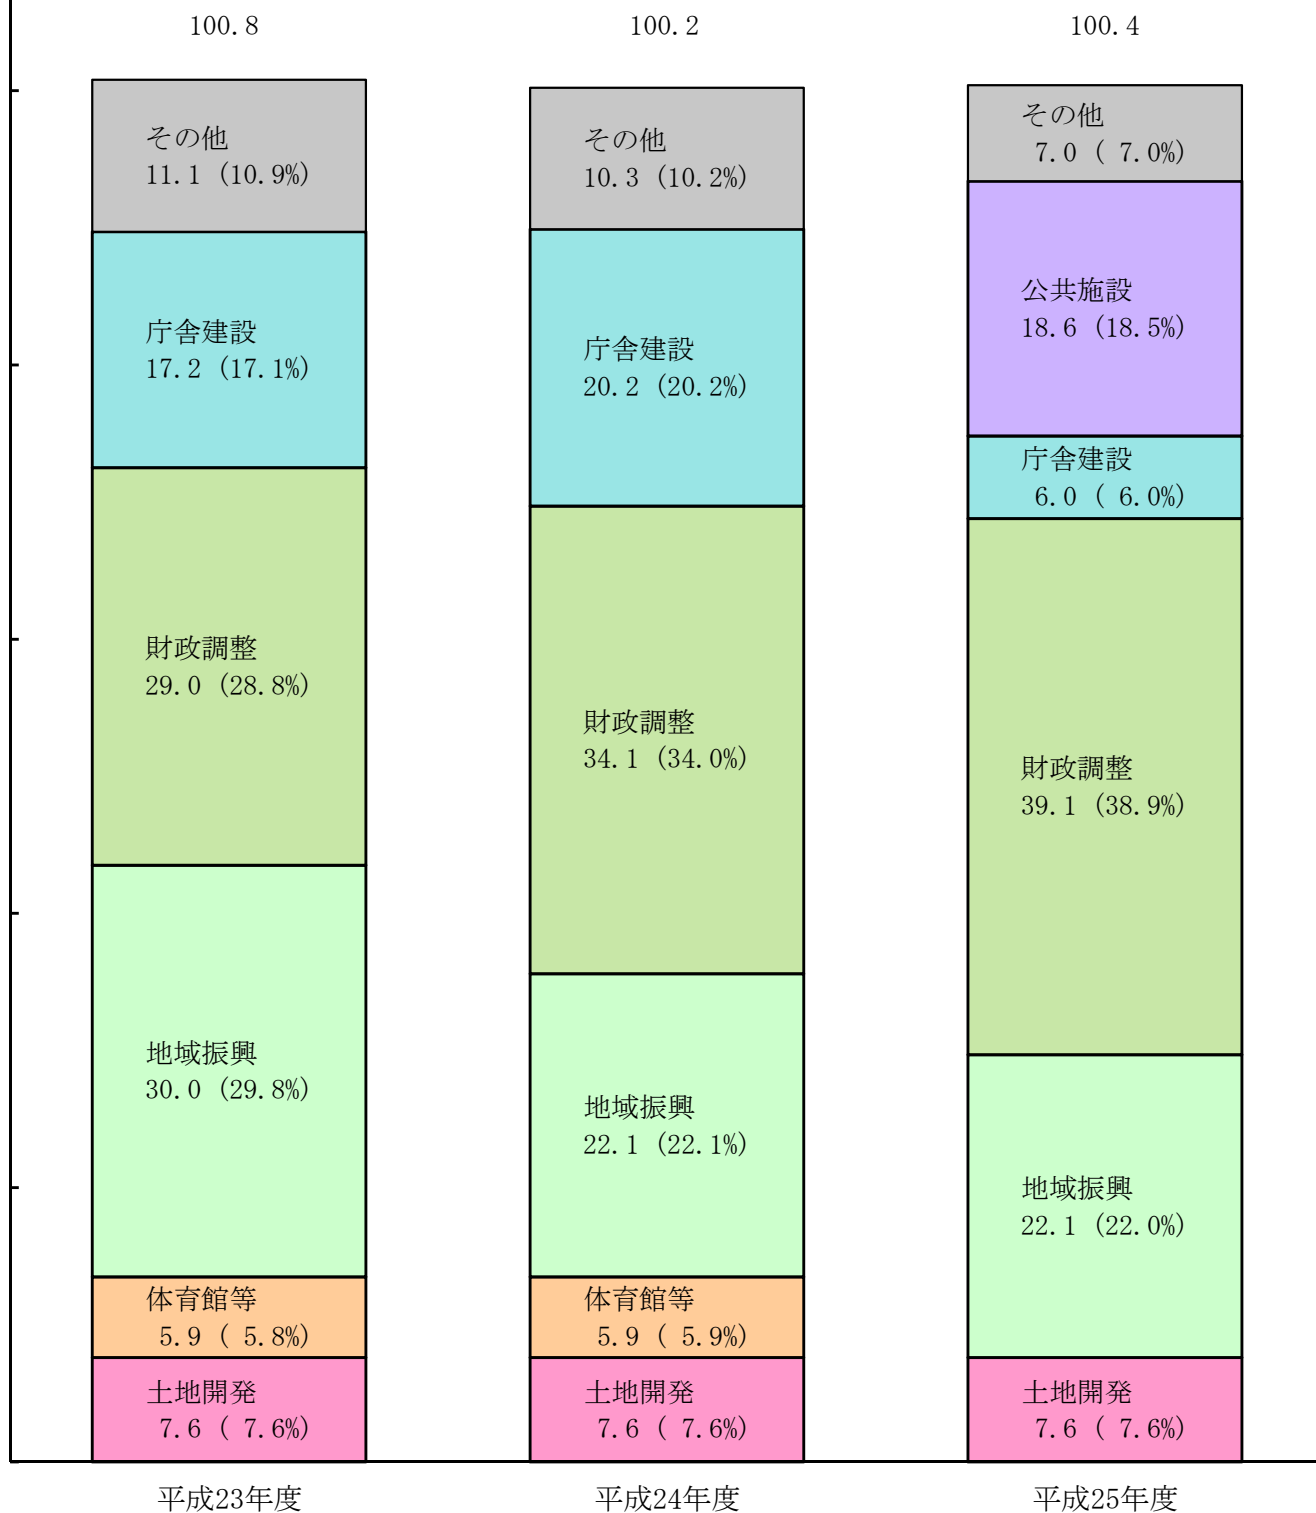 100.8
100.2
100.4
その他
11.1 (10.9%)
庁舎建設
17.2 (17.1%)
財政調整
29.0 (28.8%)
地域振興
30.0 (29.8%)
体育館等
5.9 ( 5.8%)
土地開発
7.6 ( 7.6%)
その他
10.3 (10.2%)
庁舎建設
20.2 (20.2%)
財政調整
34.1 (34.0%)
地域振興
22.1 (22.1%)
体育館等
5.9 ( 5.9%)
土地開発
7.6 ( 7.6%)
その他
7.0 ( 7.0%)
公共施設
18.6 (18.5%)
庁舎建設
6.0 ( 6.0%)
財政調整
39.1 (38.9%)
地域振興
22.1 (22.0%)
土地開発
7.6 ( 7.6%)
平成23年度
平成24年度
平成25年度